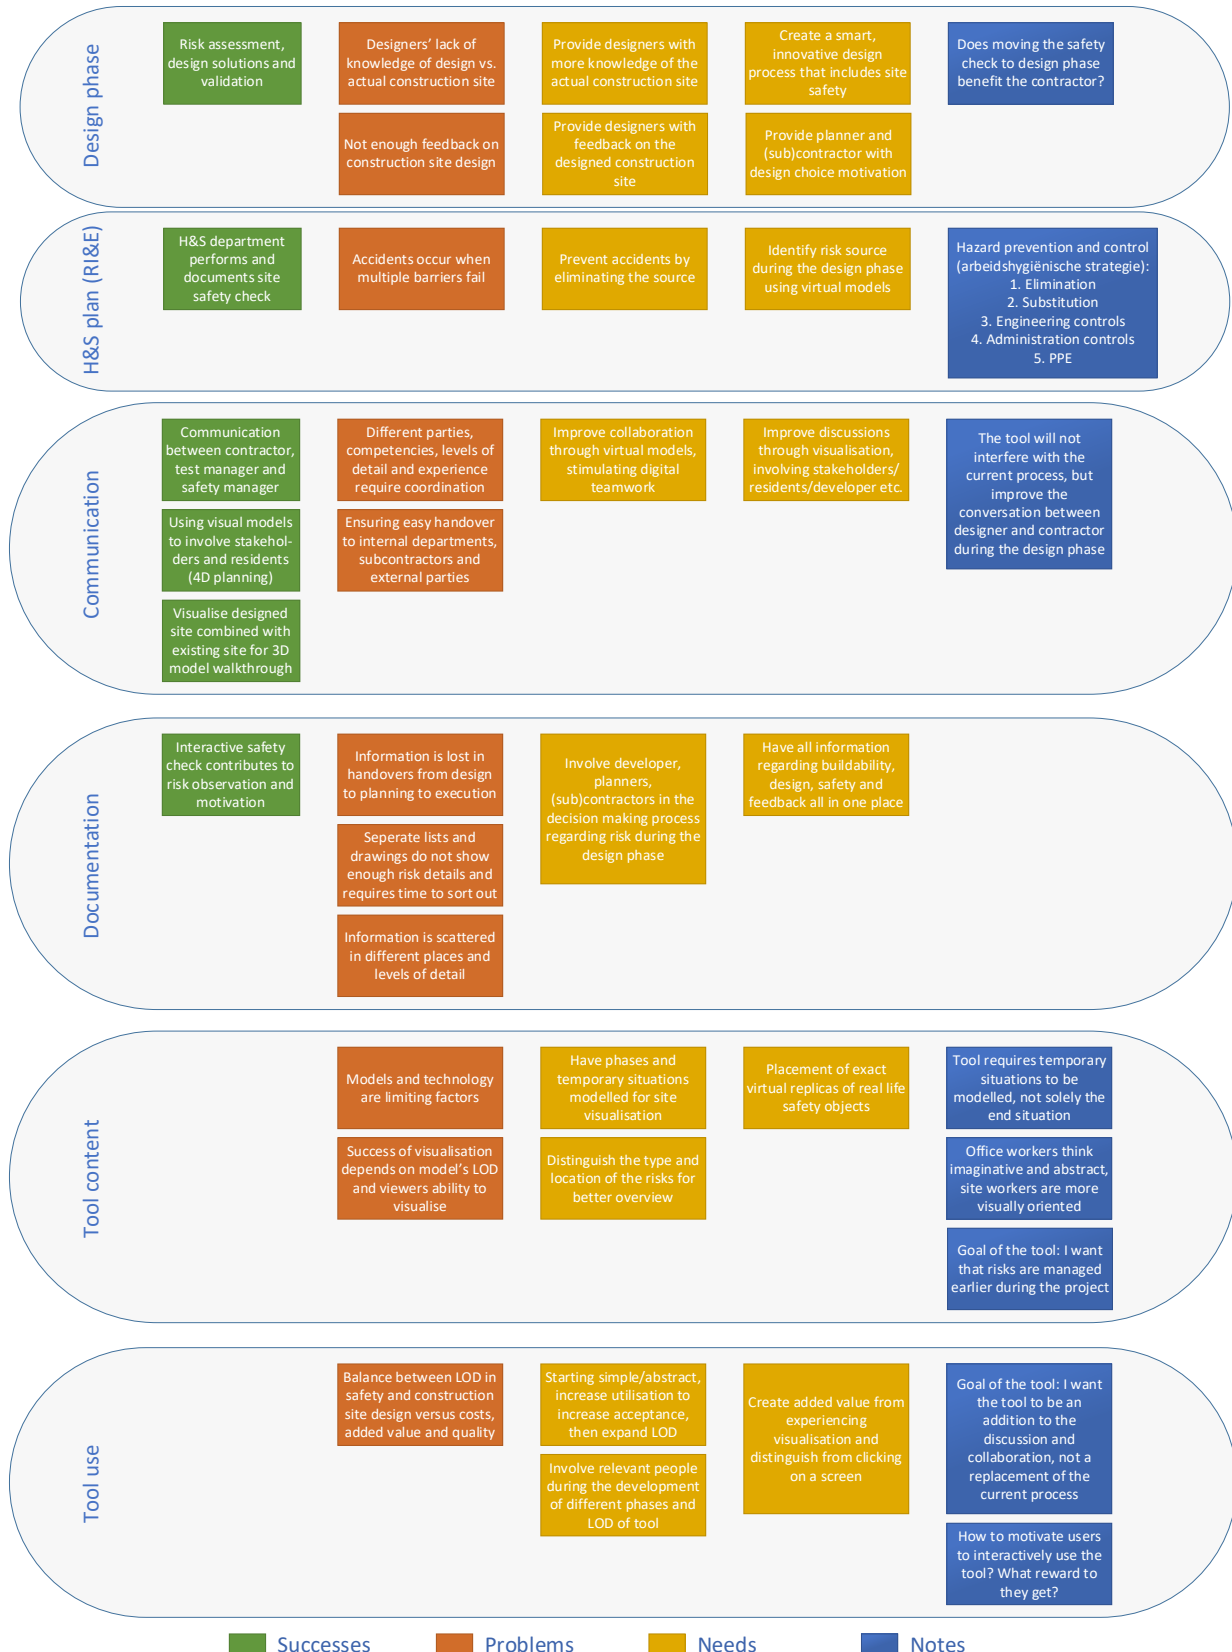 Design phase
Risk assessment,
design solutions and
validation
Designers' lack of
knowledge of design vs.
actual construction site
Provide designers with
more knowledge of the
actual construction site
Create a smart,
innovative design
process that includes site
safety
Does moving the safety
check to design phase
benefit the contractor?
Not enough feedback on
construction site design
Provide designers with
feedback on the
designed construction
site
Provide planner and
(sub)contractor with
design choice motivation
H&S plan (RI&E)
H&S department
performs and
documents site
safety check
Accidents occur when
multiple barriers fail
Prevent accidents by
eliminating the source
Identify risk source
during the design phase
using virtual models
Hazard prevention and control
(arbeidshygiënische strategie):
1. Elimination
2. Substitution
3. Engineering controls
4. Administration controls
5. PPE
Communication
Communication
between contractor,
test manager and
safety manager
Different parties,
competencies, levels of
detail and experience
require coordination
Improve collaboration
through virtual models,
stimulating digital
teamwork
Improve discussions
through visualisation,
involving stakeholders/
residents/developer etc.
The tool will not
interfere with the
current process, but
improve the
conversation between
designer and contractor
during the design phase
Using visual models
to involve stakehol-
ders and residents
(4D planning)
Ensuring easy handover
to internal departments,
subcontractors and
external parties
Visualise designed
site combined with
existing site for 3D
model walkthrough
Documentation
Interactive safety
check contributes to
risk observation and
motivation
Information is lost in
handovers from design
to planning to execution
Involve developer,
planners,
(sub)contractors in the
decision making process
regarding risk during the
design phase
Have all information
regarding buildability,
design, safety and
feedback all in one place
Seperate lists and
drawings do not show
enough risk details and
requires time to sort out
Information is scattered
in different places and
levels of detail
Tool content
Models and technology
are limiting factors
Have phases and
temporary situations
modelled for site
visualisation
Placement of exact
virtual replicas of real life
safety objects
Tool requires temporary
situations to be
modelled, not solely the
end situation
Success of visualisation
depends on model's LOD
and viewers ability to
visualise
Distinguish the type and
location of the risks for
better overview
Office workers think
imaginative and abstract,
site workers are more
visually oriented
Goal of the tool: I want
that risks are managed
earlier during the project
Tool use
Balance between LOD in
safety and construction
site design versus costs,
added value and quality
Starting simple/abstract,
increase utilisation to
increase acceptance,
then expand LOD
Create added value from
experiencing
visualisation and
distinguish from clicking
on a screen
Goal of the tool: I want
the tool to be an
addition to the
discussion and
collaboration, not a
replacement of the
current process
Involve relevant people
during the development
of different phases and
LOD of tool
How to motivate users
to interactively use the
tool? What reward to
they get?
Successes
Problems
Needs
Notes